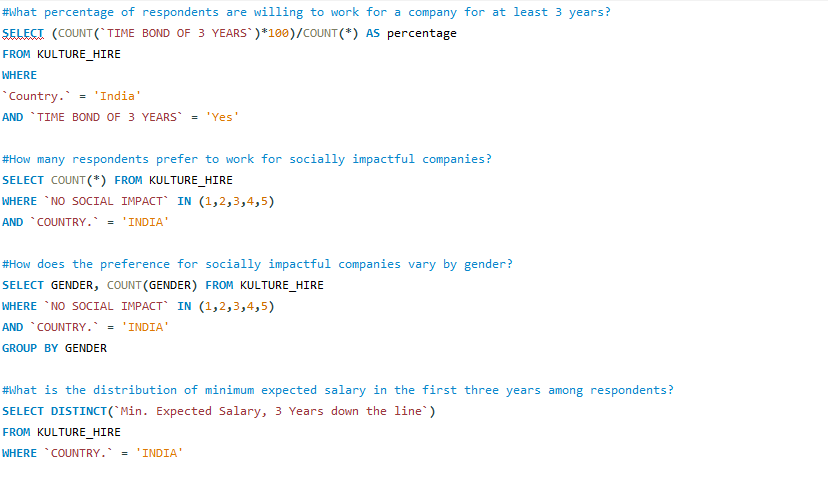 #What percentage of respondents are willing to work for a company for at least 3 years?
SELECT (COUNT(`TIME BOND OF 3 YEARS`)*100)/COUNT(*) AS percentage
FROM KULTURE_HIRE
WHERE
`Country.` = 'India'
AND `TIME BOND OF 3 YEARS` = 'Yes'
#How many respondents prefer to work for socially impactful companies?
SELECT COUNT(*) FROM KULTURE_HIRE
WHERE `NO SOCIAL IMPACT` IN (1,2,3,4,5)
AND `COUNTRY.` = 'INDIA'
#How does the preference for socially impactful companies vary by gender?
SELECT GENDER, COUNT(GENDER) FROM KULTURE_HIRE
WHERE `NO SOCIAL IMPACT` IN (1,2,3,4,5)
AND `COUNTRY.` = 'INDIA'
GROUP BY GENDER
#What is the distribution of minimum expected salary in the first three years among respondents?
SELECT DISTINCT(`Min. Expected Salary, 3 Years down the line`)
FROM KULTURE_HIRE
WHERE `COUNTRY.` = 'INDIA'